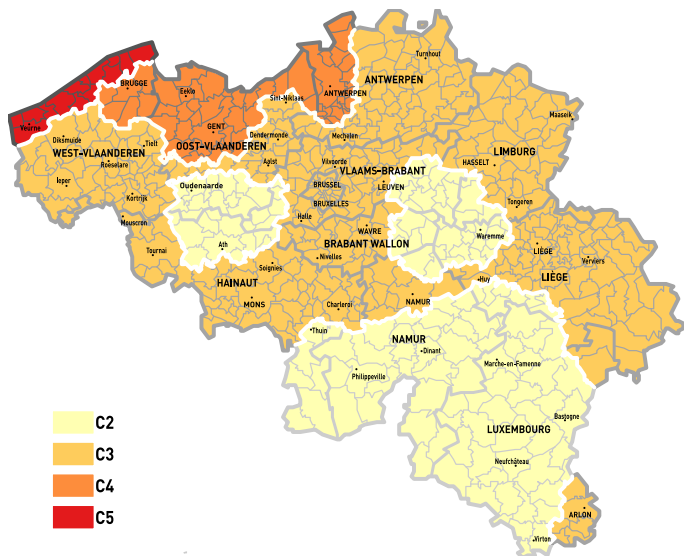 Turnhout
ANTWERPEN
BRUGGE
Eeklo
ANTWERPEN
Sint-Niklaas
Maaseik
Veurne
GENT
Diksmuide
Tielt
OOST-VLAANDEREN
Dendermonde
Mechelen
WEST-VLAANDEREN
Roeselare
Aalst
Vilvoorde
VLAAMS-BRABANT
HASSELT
LIMBURG
Ieper
Oudenaarde
BRUSSEL
LEUVEN
Kortrijk
BRUXELLES
Tongeren
Mouscron
Halle
WAVRE
Waremme
Tournai
Ath
BRABANT WALLON
LIÈGE
Soignies
Nivelles
Verviers
HAINAUT
Huy
LIÈGE
MONS
Charleroi
NAMUR
Thuin
NAMUR
Dinant
Marche-en-Famenne
Philippeville
Bastogne
C2
LUXEMBOURG
C3
Neufchâteau
C4
C5
ARLON
Virton